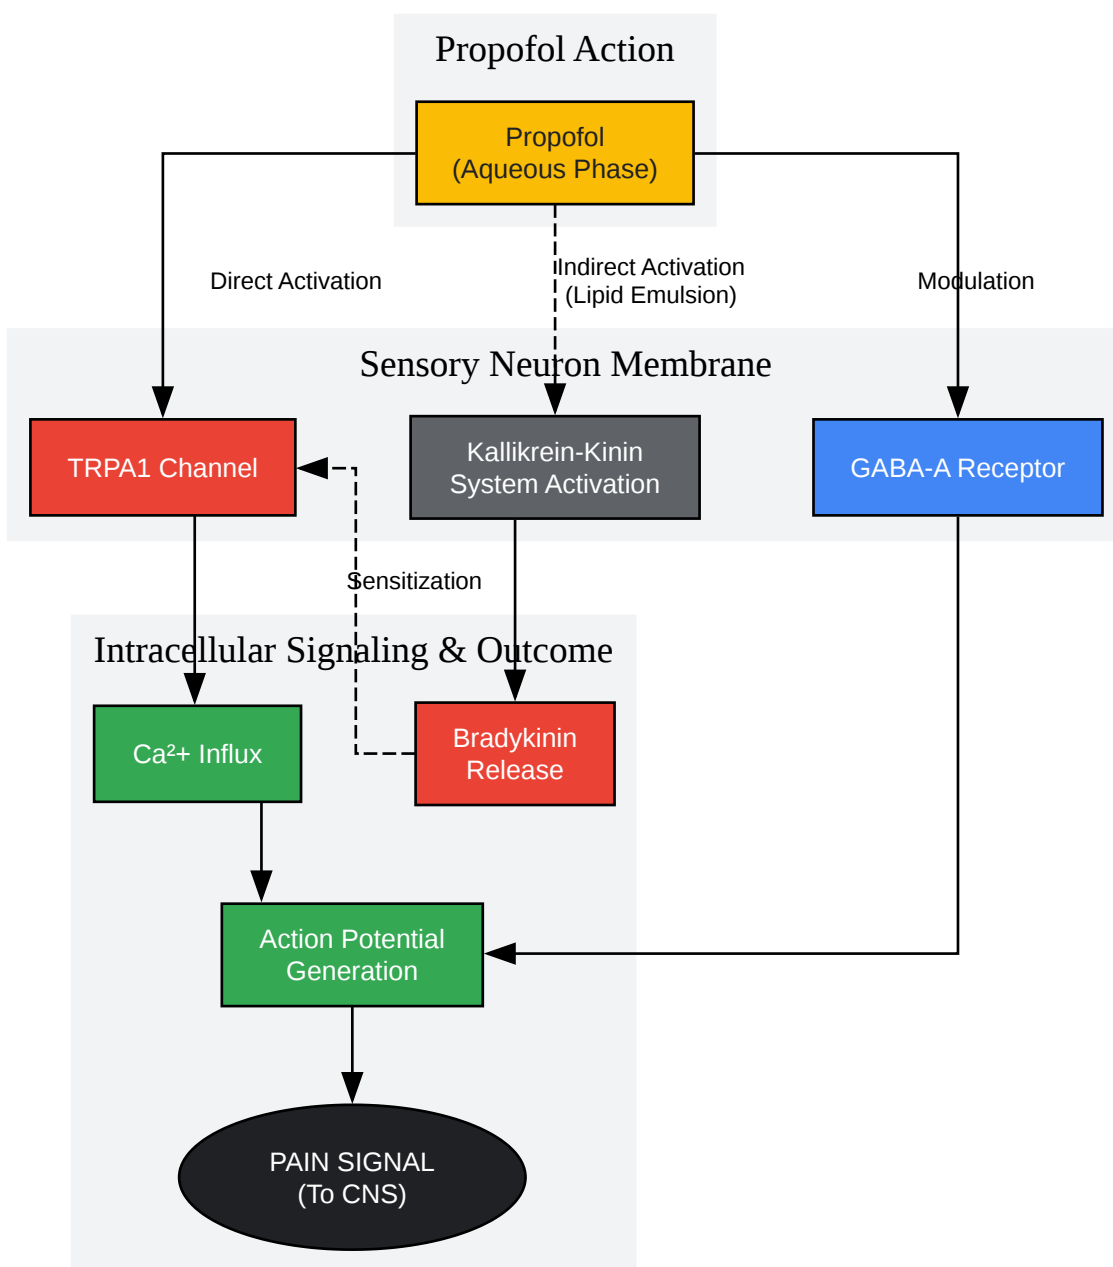 Propofol Action
Propofol
(Aqueous Phase)
Direct Activation
Indirect Activation
(Lipid Emulsion)
Modulation
Sensory Neuron Membrane
TRPA1 Channel
Kallikrein-Kinin
System Activation
GABA-A Receptor
Sensitization
Intracellular Signaling & Outcome
Ca²+ Influx
Bradykinin
Release
Action Potential
Generation
PAIN SIGNAL
(To CNS)